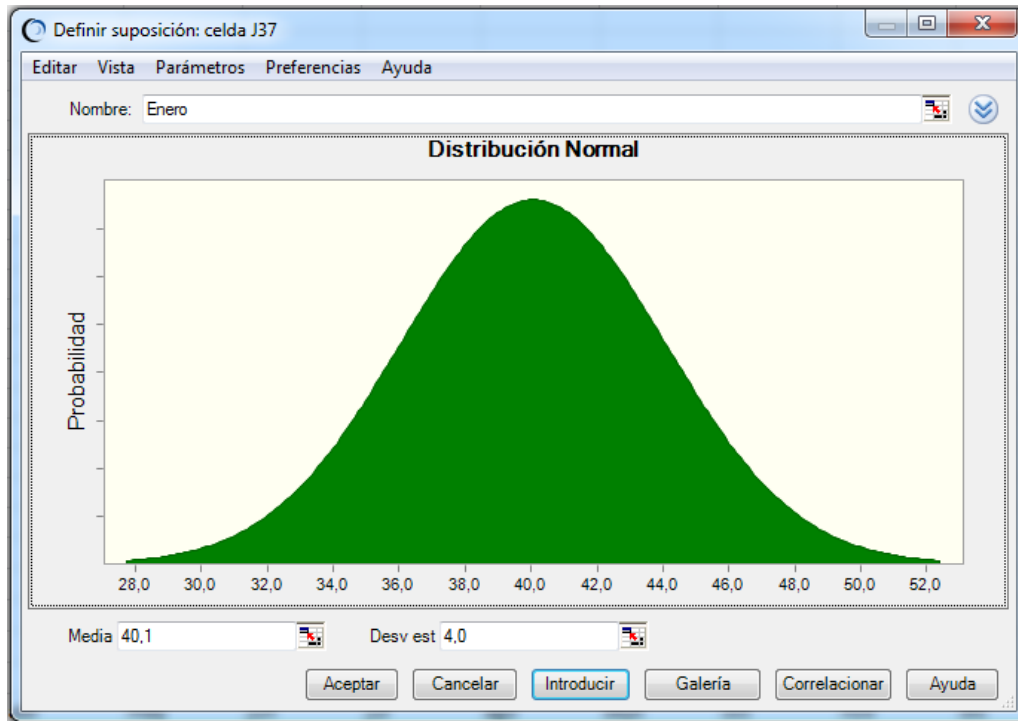 Definir suposición: celda J37
Editar Vista Parámetros Preferencias Ayuda
Nombre: Enero
Distribución Normal
Probabilidad
28,0 30,0 32,0 34,0 36,0 38,0 40,0 42,0 44,0 46,0 48,0 50,0 52,0
Media 40,1 Desv est 4,0
Aceptar Cancelar Introducir Galería Correlacionar Ayuda